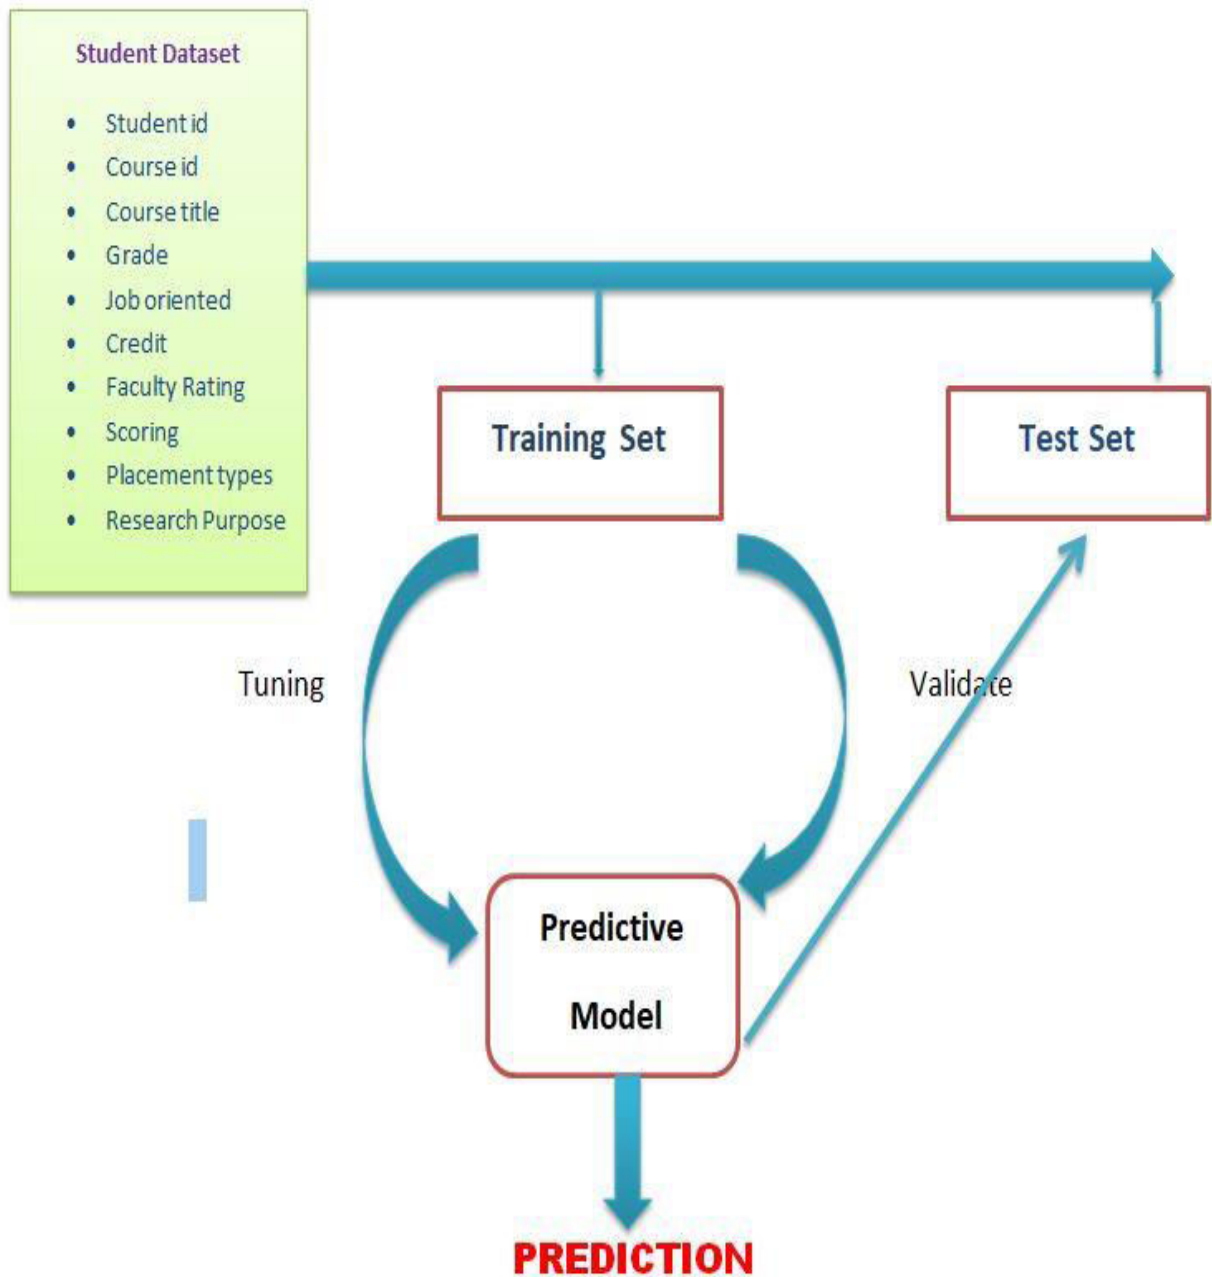 Student Dataset
• Student id
• Course id
• Course title
• Grade
• Job oriented
• Credit
• Faculty Rating
• Scoring
• Placement types
• Research Purpose
Training Set
Test Set
Tuning
Validate
Predictive
Model
PREDICTION